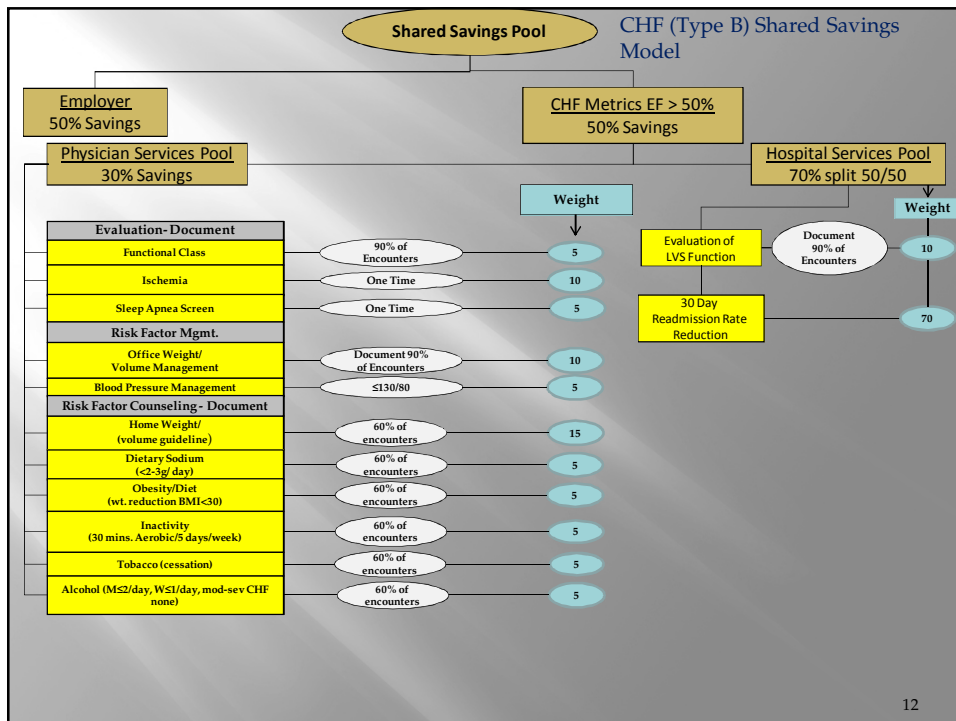 Shared Savings Pool
CHF (Type B) Shared Savings
Model
Employer
50% Savings
CHF Metrics EF > 50%
50% Savings
Physician Services Pool
30% Savings
Hospital Services Pool
70% split 50/50
Weight
Weight
Evaluation- Document
Functional Class
90% of
Encounters
5
Ischemia
One Time
10
Sleep Apnea Screen
One Time
5
Risk Factor Mgmt.
Office Weight/
Volume Management
Document 90%
of Encounters
10
Blood Pressure Management
≤130/80
5
Risk Factor Counseling - Document
Home Weight/
(volume guideline)
60% of
encounters
15
Dietary Sodium
(<2-3g/ day)
60% of
encounters
5
Obesity/Diet
(wt. reduction BMI<30)
60% of
encounters
5
Inactivity
(30 mins. Aerobic/5 days/week)
60% of
encounters
5
Tobacco (cessation)
60% of
encounters
5
Alcohol (M≤2/day, W≤1/day, mod-sev CHF
none)
60% of
encounters
5
Evaluation of
LVS Function
Document
90% of
Encounters
10
30 Day
Readmission Rate
Reduction
70
12